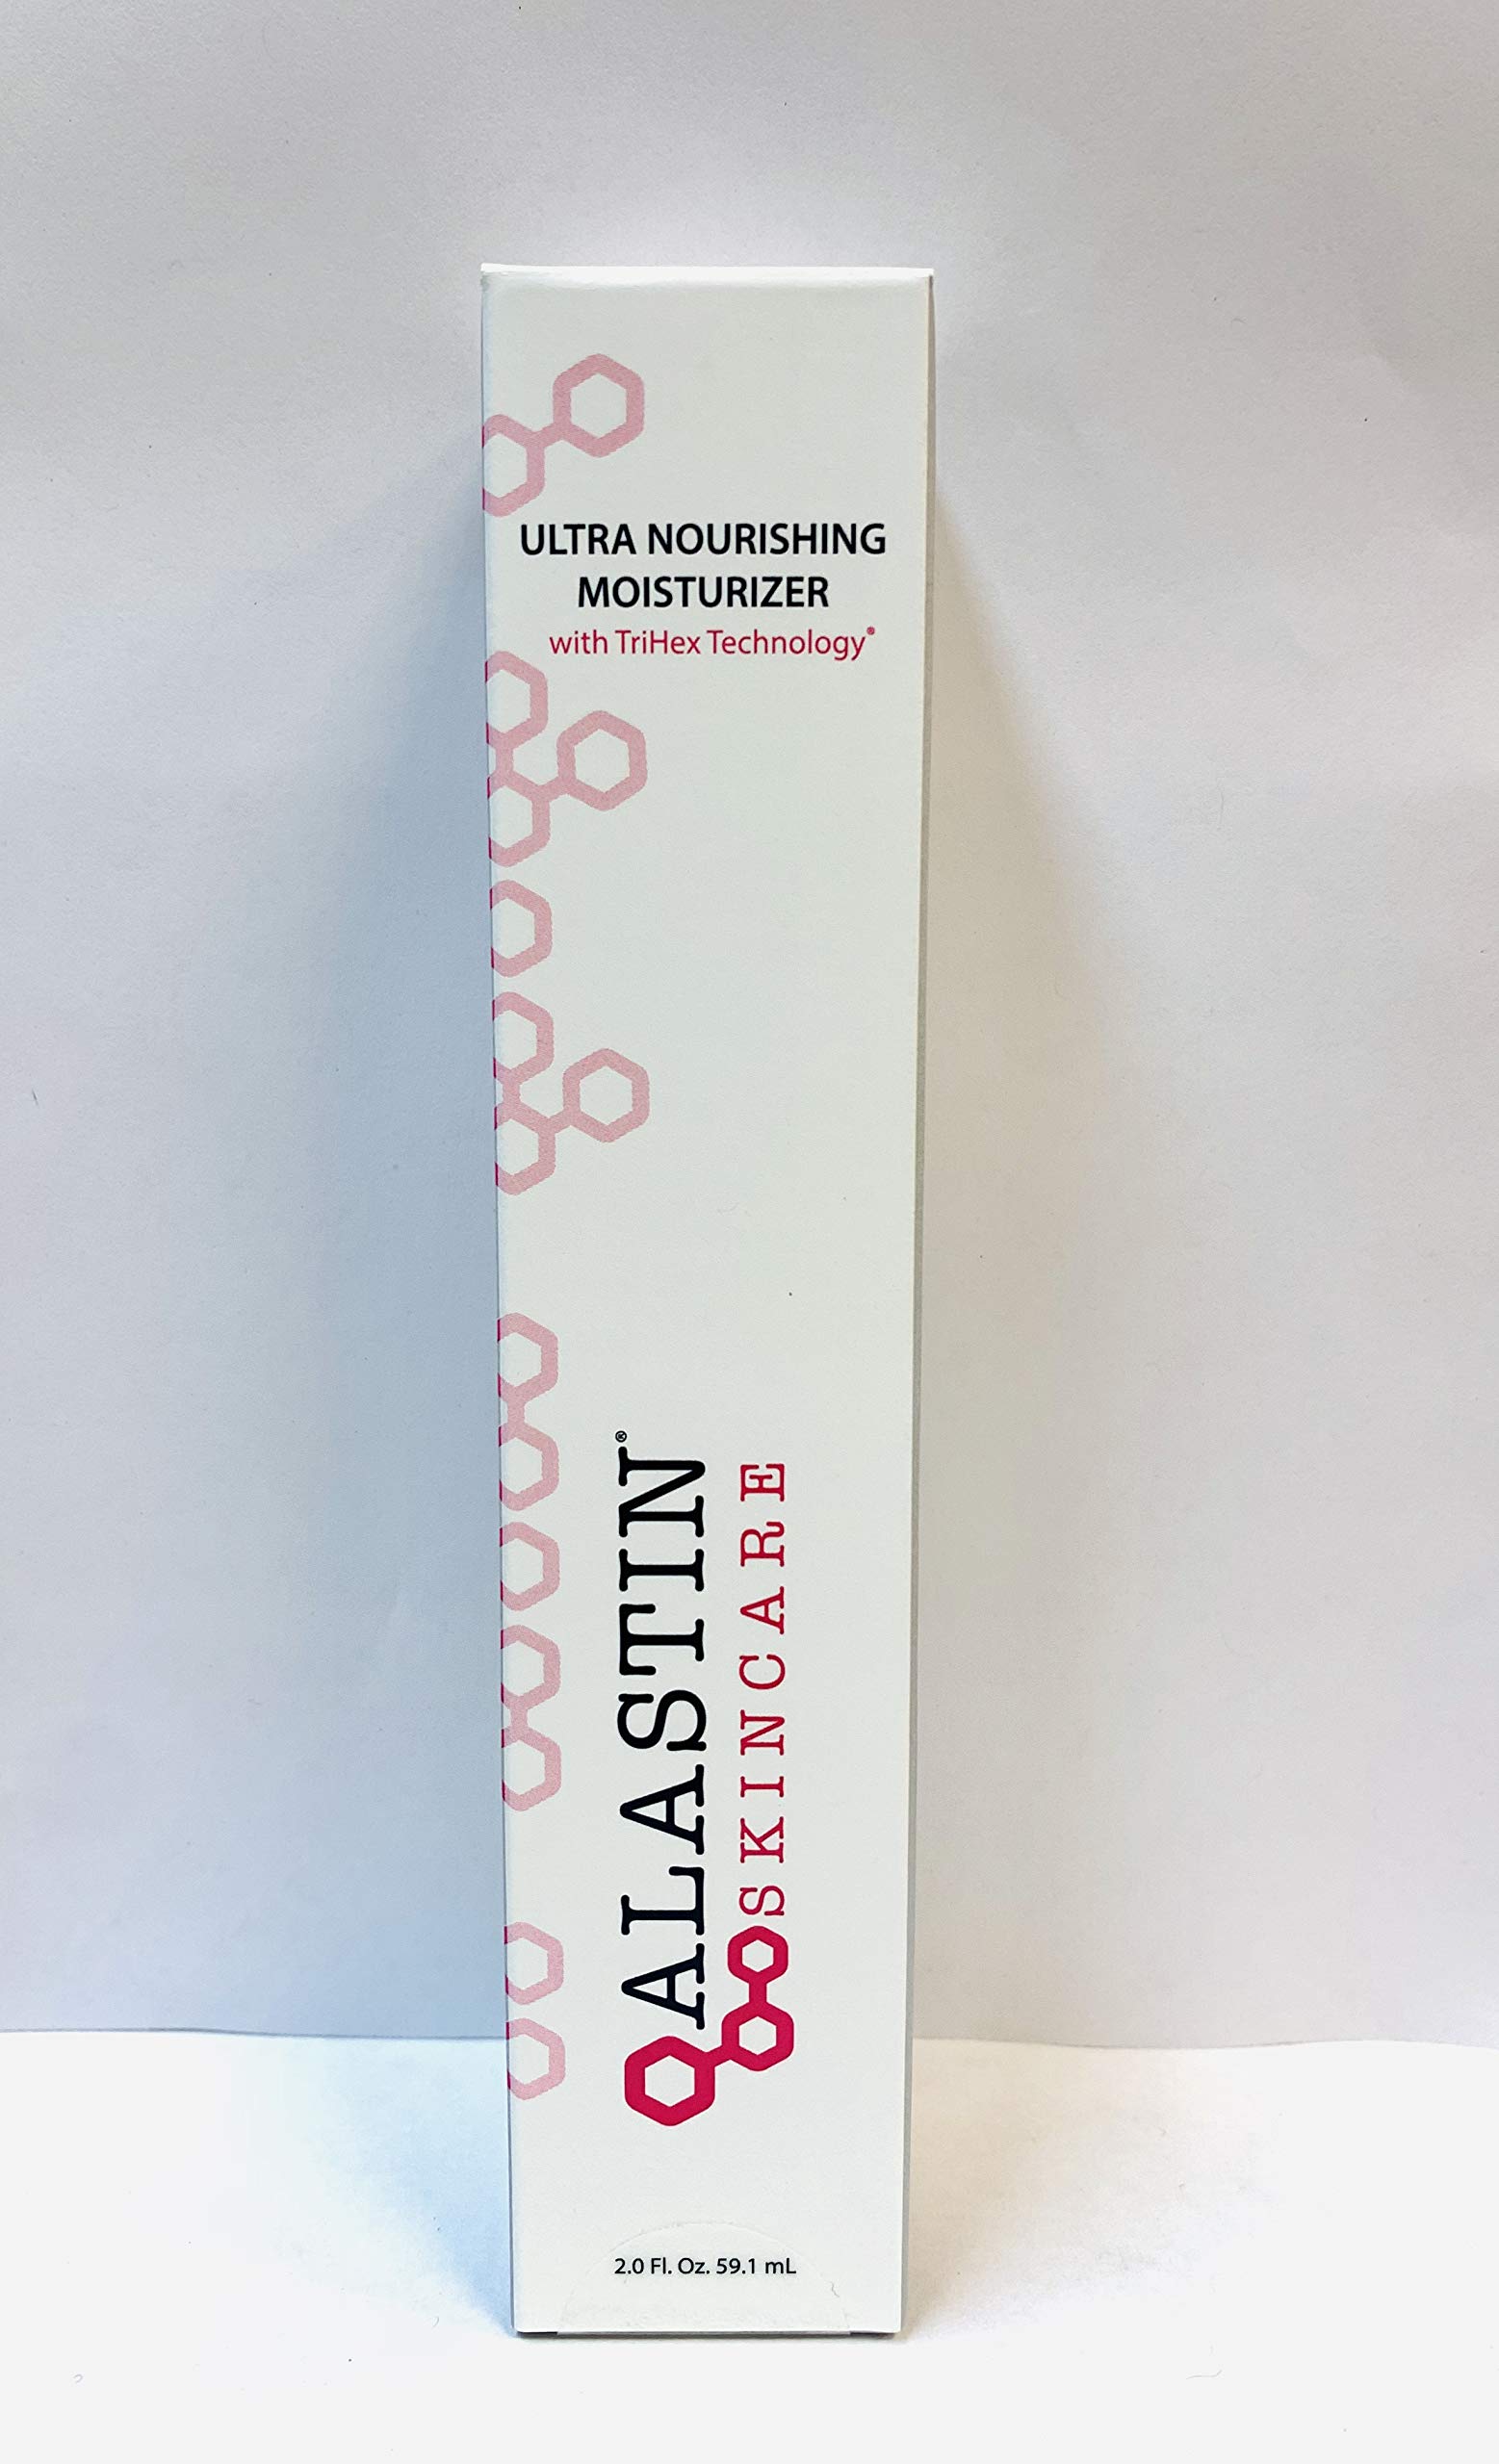 ULTRA NOURISHING
MOISTURIZER
with TriHex Technology®
ALASTIN®
SKINCARE
2.0 Fl. Oz. 59.1 mL